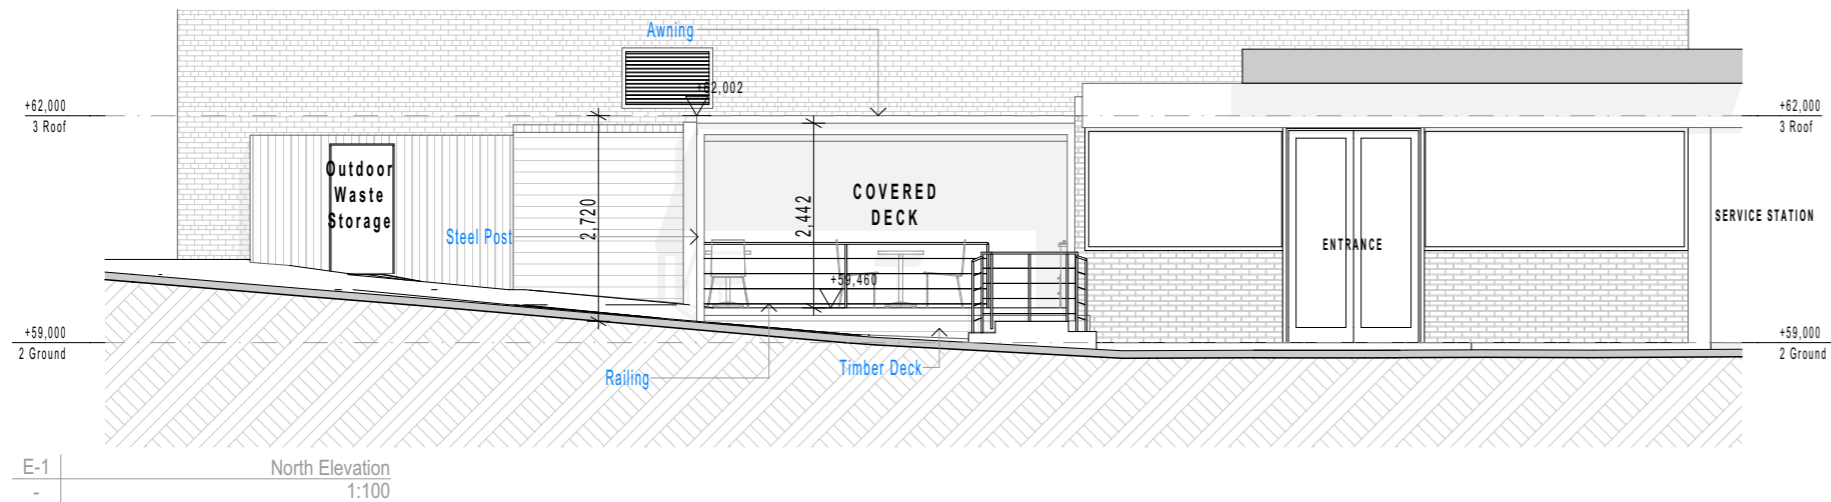 Awning
+62,002
+62,000
3 Roof
+62,000
3 Roof
Outdoor
Waste
Storage
2,720
2,442
COVERED
DECK
Steel Post
SERVICE STATION
ENTRANCE
+59,460
+59,000
2 Ground
+59,000
2 Ground
Railing
Timber Deck
E-1
North Elevation
-
1:100